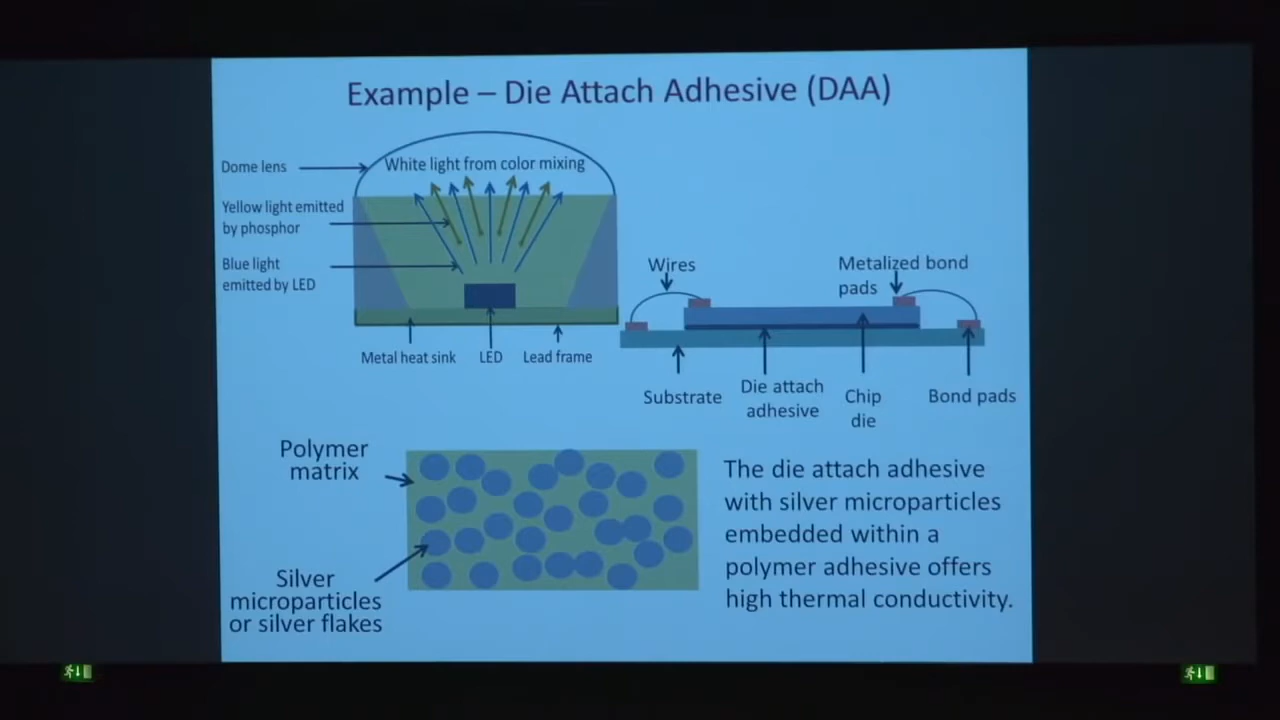 Example – Die Attach Adhesive (DAA)
Dome lens
White light from color mixing
Yellow light emitted
by phosphor
Blue light
emitted by LED
Metal heat sink
LED
Lead frame
Wires
Metalized bond
pads
Substrate
Die attach
adhesive
Chip
die
Bond pads
Polymer
matrix
Silver
microparticles
or silver flakes
The die attach adhesive
with silver microparticles
embedded within a
polymer adhesive offers
high thermal conductivity.